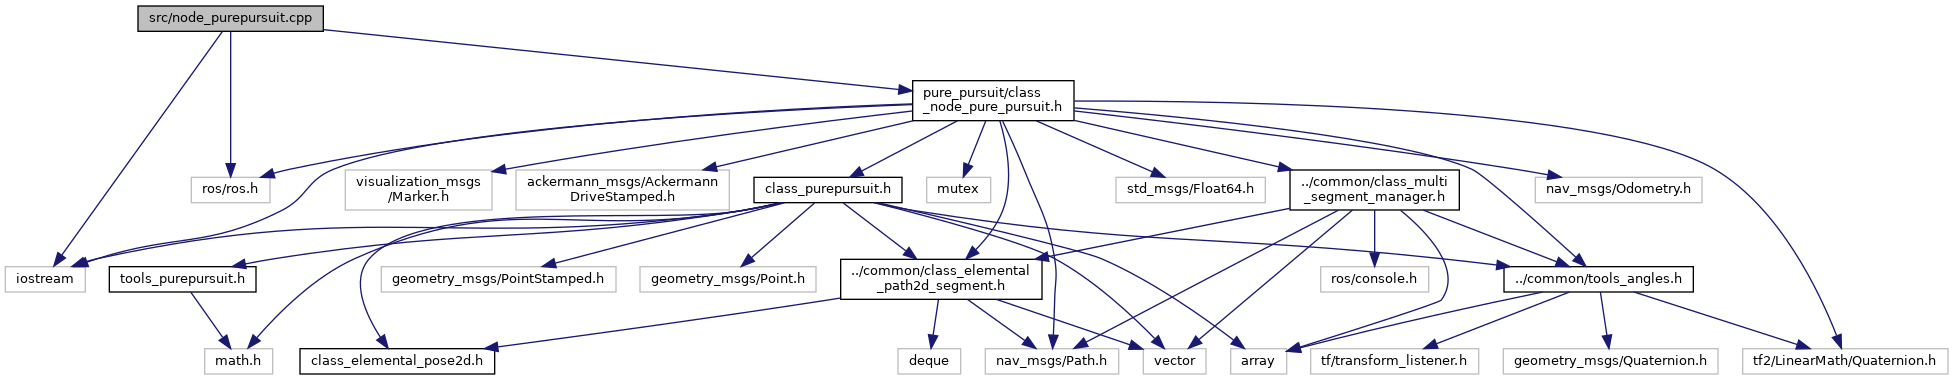 src/node_purepursuit.cpp
pure_pursuit/class
_node_pure_pursuit.h
ros/ros.h
visualization_msgs
/Marker.h
ackermann_msgs/Ackermann
DriveStamped.h
class_purepursuit.h
mutex
std_msgs/Float64.h
../common/class_multi
_segment_manager.h
nav_msgs/Odometry.h
iostream
tools_purepursuit.h
geometry_msgs/PointStamped.h
geometry_msgs/Point.h
../common/class_elemental
_path2d_segment.h
ros/console.h
../common/tools_angles.h
math.h
class_elemental_pose2d.h
deque
nav_msgs/Path.h
vector
array
tf/transform_listener.h
geometry_msgs/Quaternion.h
tf2/LinearMath/Quaternion.h